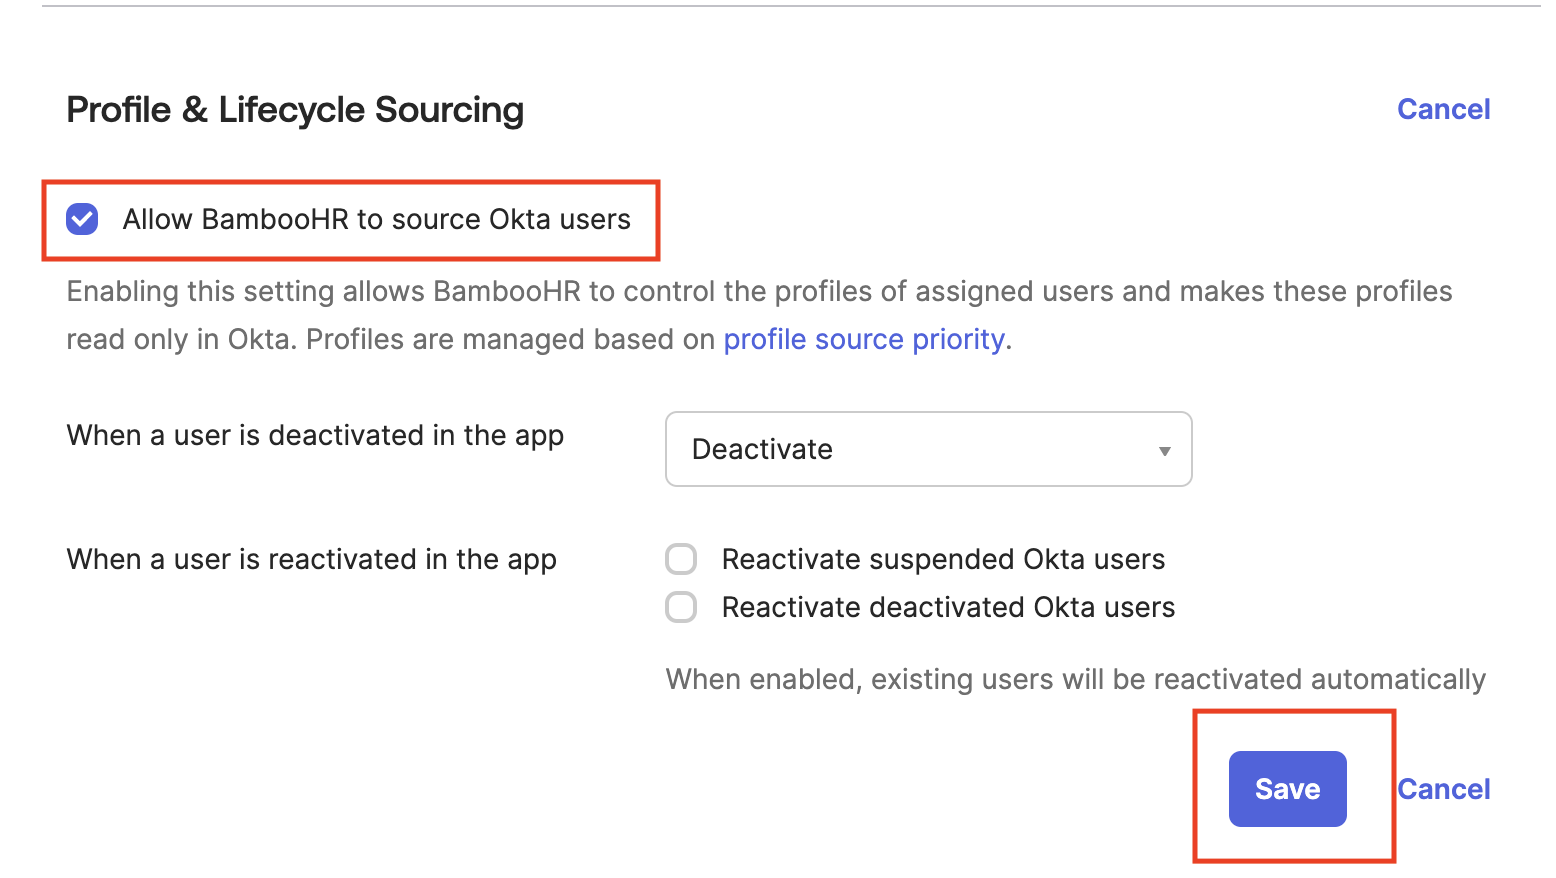 Profile & Lifecycle Sourcing
Cancel
Allow BambooHR to source Okta users
Enabling this setting allows BambooHR to control the profiles of assigned users and makes these profiles
read only in Okta. Profiles are managed based on profile source priority.
When a user is deactivated in the app
Deactivate
When a user is reactivated in the app
Reactivate suspended Okta users
Reactivate deactivated Okta users
When enabled, existing users will be reactivated automatically
Save
Cancel